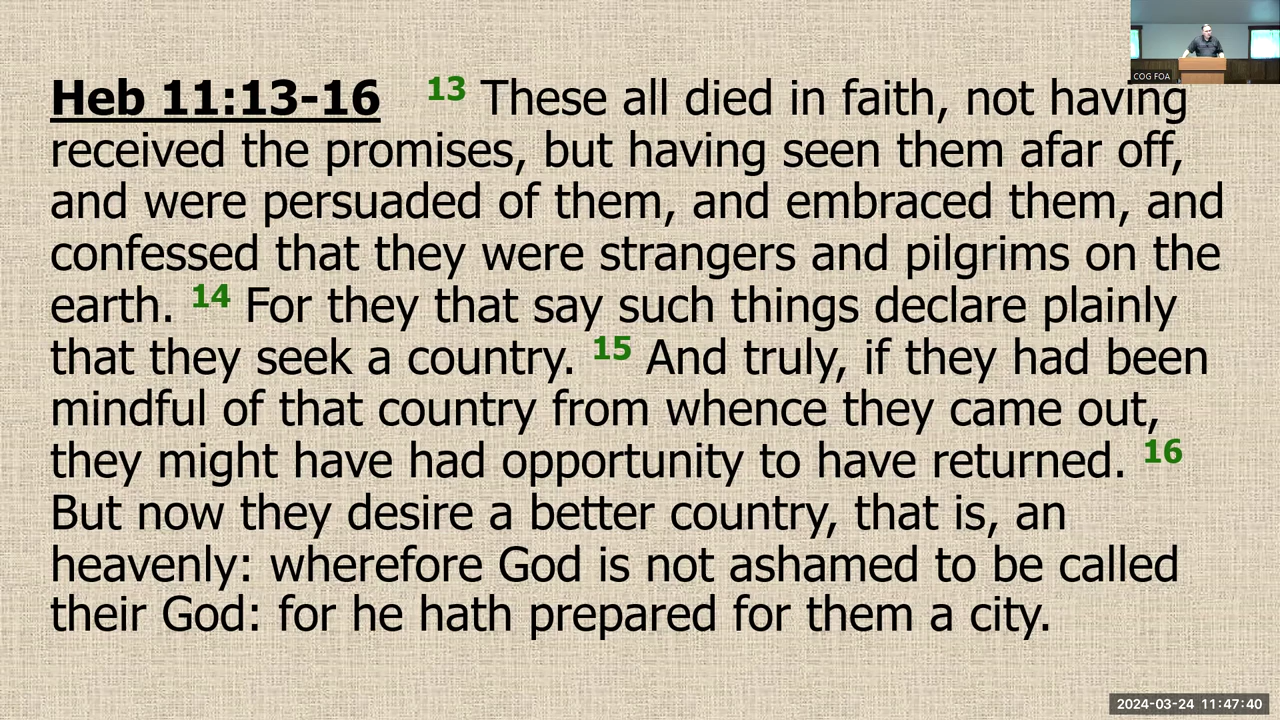 COG FOA
Heb 11:13-16 13 These all died in faith, not having
received the promises, but having seen them afar off,
and were persuaded of them, and embraced them, and
confessed that they were strangers and pilgrims on the
earth. 14 For they that say such things declare plainly
that they seek a country. 15 And truly, if they had been
mindful of that country from whence they came out,
they might have had opportunity to have returned. 16
But now they desire a better country, that is, an
heavenly: wherefore God is not ashamed to be called
their God: for he hath prepared for them a city.
2024-03-24 11:47:40